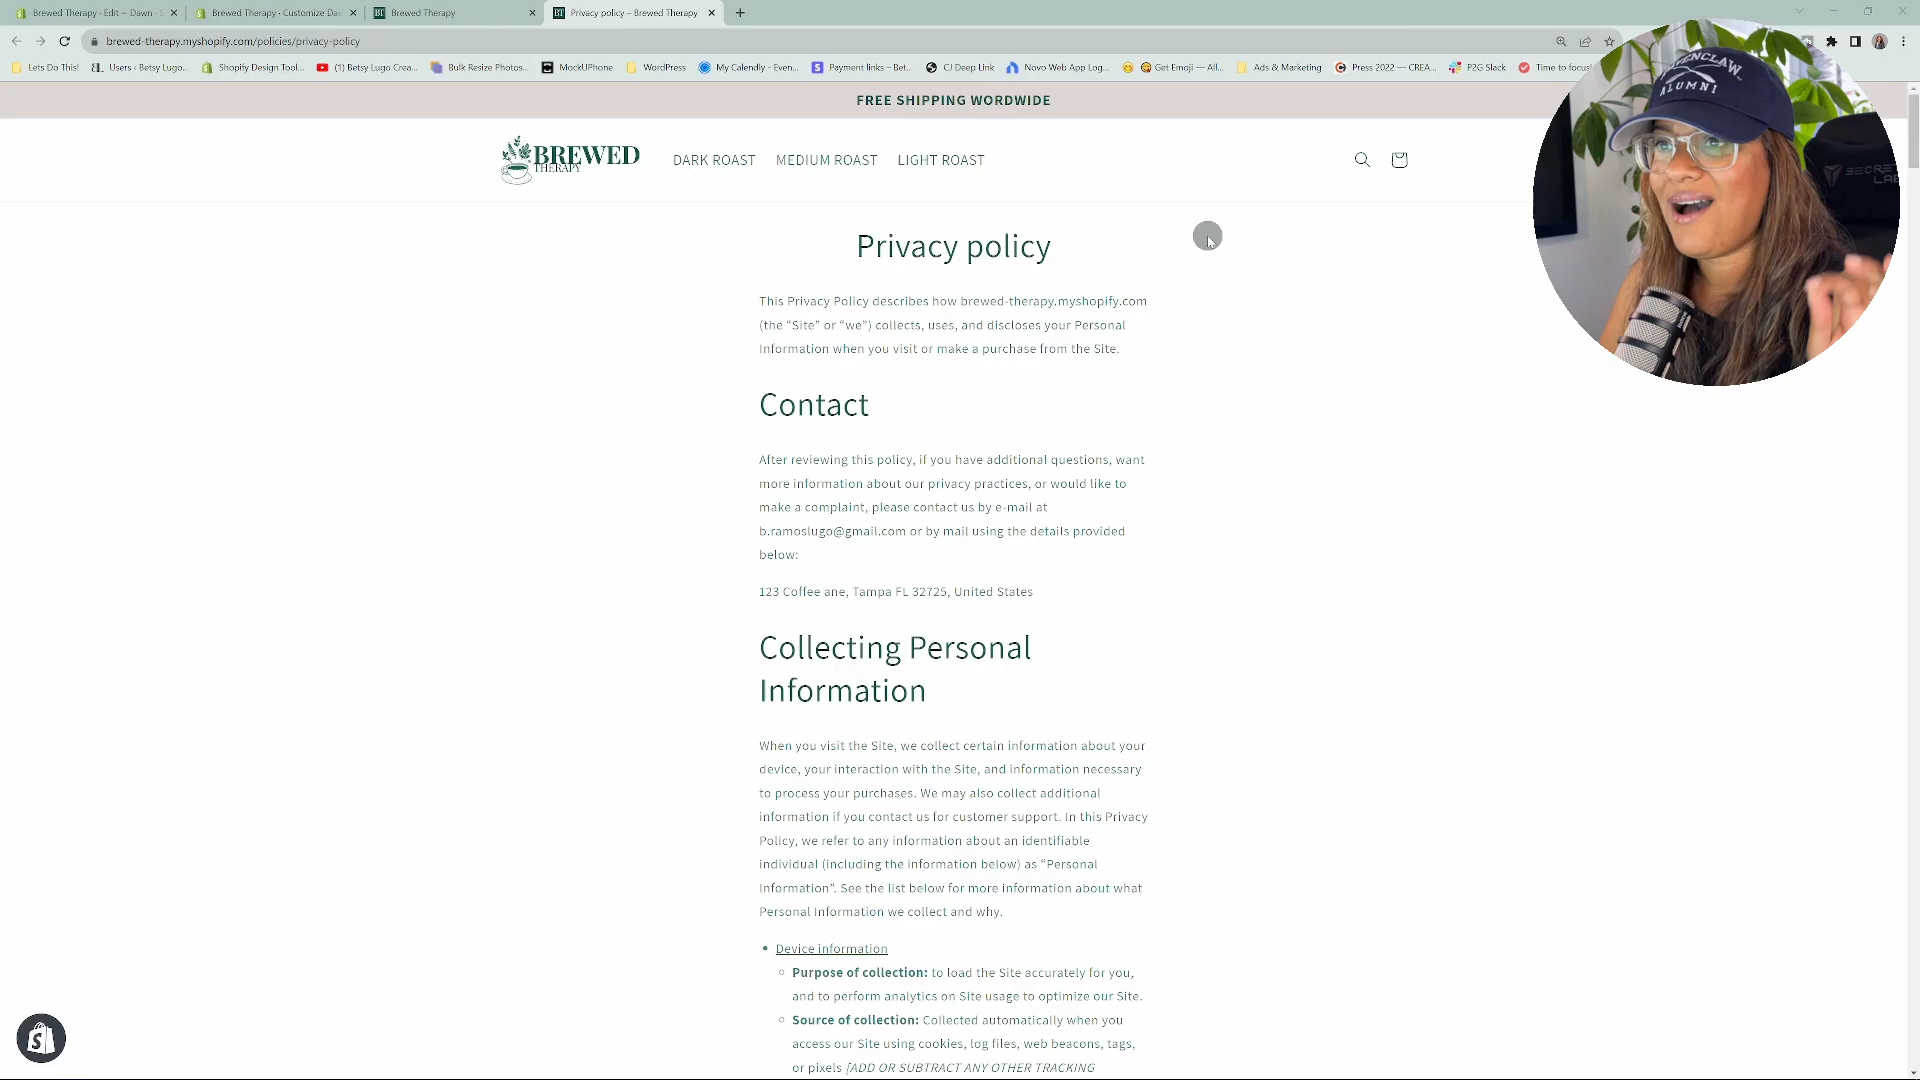 Brewed Therapy · Edit ~ Dawn · S
Brewed Therapy · Customize Daw
Brewed Therapy
Privacy policy – Brewed Therapy
brewed-therapy.myshopify.com/policies/privacy-policy
Lets Do This!
Users ‹ Betsy Lugo...
Shopify Design Tool...
(1) Betsy Lugo Crea...
Bulk Resize Photos...
MockUPhone
WordPress
My Calendly - Even...
Payment links – Bet...
CJ Deep Link
Novo Web App Log...
Get Emoji — All...
Ads & Marketing
Press 2022 — CREA...
P2G Slack
Time to focus!
FREE SHIPPING WORDWIDE
BREWED
THERAPY
DARK ROAST
MEDIUM ROAST
LIGHT ROAST
RAVENCLAW
ALUMNI
SECRET
LAB
Privacy policy
This Privacy Policy describes how brewed-therapy.myshopify.com
(the “Site” or “we”) collects, uses, and discloses your Personal
Information when you visit or make a purchase from the Site.
Contact
After reviewing this policy, if you have additional questions, want
more information about our privacy practices, or would like to
make a complaint, please contact us by e-mail at
b.ramoslugo@gmail.com or by mail using the details provided
below:
123 Coffee ane, Tampa FL 32725, United States
Collecting Personal
Information
When you visit the Site, we collect certain information about your
device, your interaction with the Site, and information necessary
to process your purchases. We may also collect additional
information if you contact us for customer support. In this Privacy
Policy, we refer to any information about an identifiable
individual (including the information below) as “Personal
Information”. See the list below for more information about what
Personal Information we collect and why.
Device information
Purpose of collection: to load the Site accurately for you,
and to perform analytics on Site usage to optimize our Site.
Source of collection: Collected automatically when you
access our Site using cookies, log files, web beacons, tags,
or pixels [ADD OR SUBTRACT ANY OTHER TRACKING